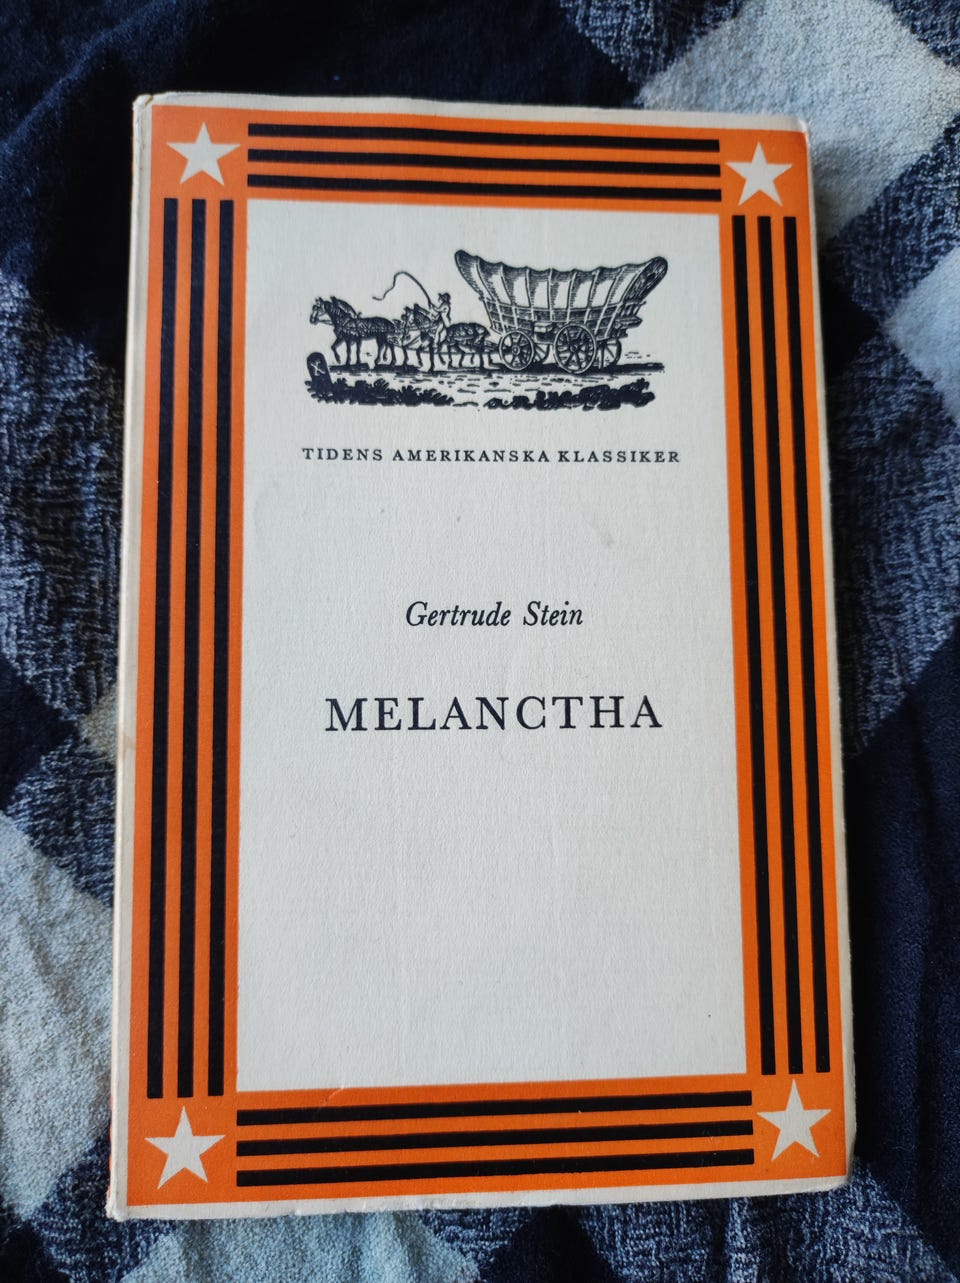 TIDENS AMERIKANSKA KLASSIKER
Gertrude Stein
MELANCTHA